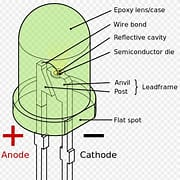 Epoxy lens/case
Wire bond
Reflective cavity
Semiconductor die
Anvil
Post
} Leadframe
Flat spot
+
−
Anode
Cathode